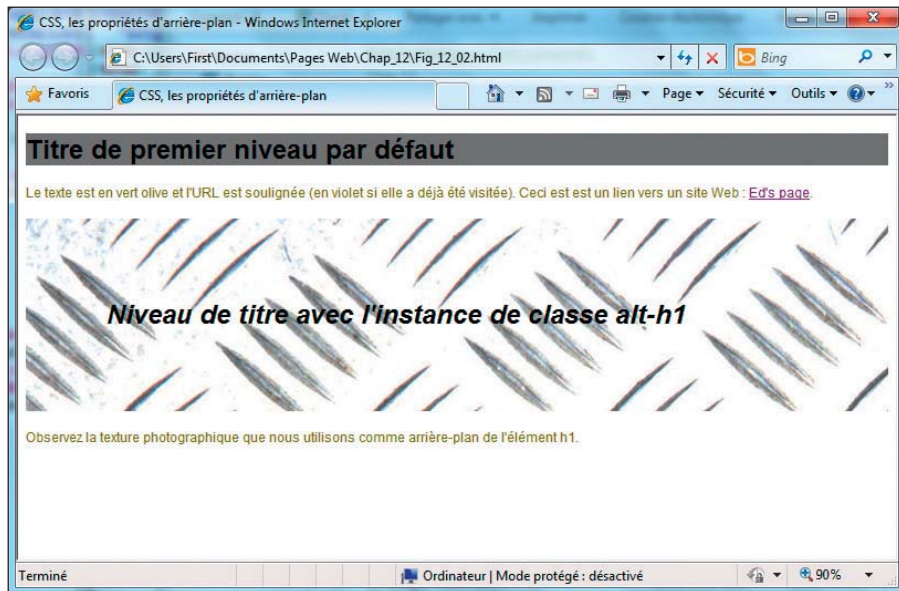 CSS, les propriétés d'arrière-plan - Windows Internet Explorer
C:\Users\First\Documents\Pages Web\Chap_12\Fig_12_02.html
Bing
Favoris
CSS, les propriétés d'arrière-plan
Page
Sécurité
Outils
Titre de premier niveau par défaut
Le texte est en vert olive et l'URL est soulignée (en violet si elle a déjà été visitée). Ceci est est un lien vers un site Web : Ed's page.
Niveau de titre avec l'instance de classe alt-h1
Observez la texture photographique que nous utilisons comme arrière-plan de l'élément h1.
Terminé
Ordinateur | Mode protégé : désactivé
90%